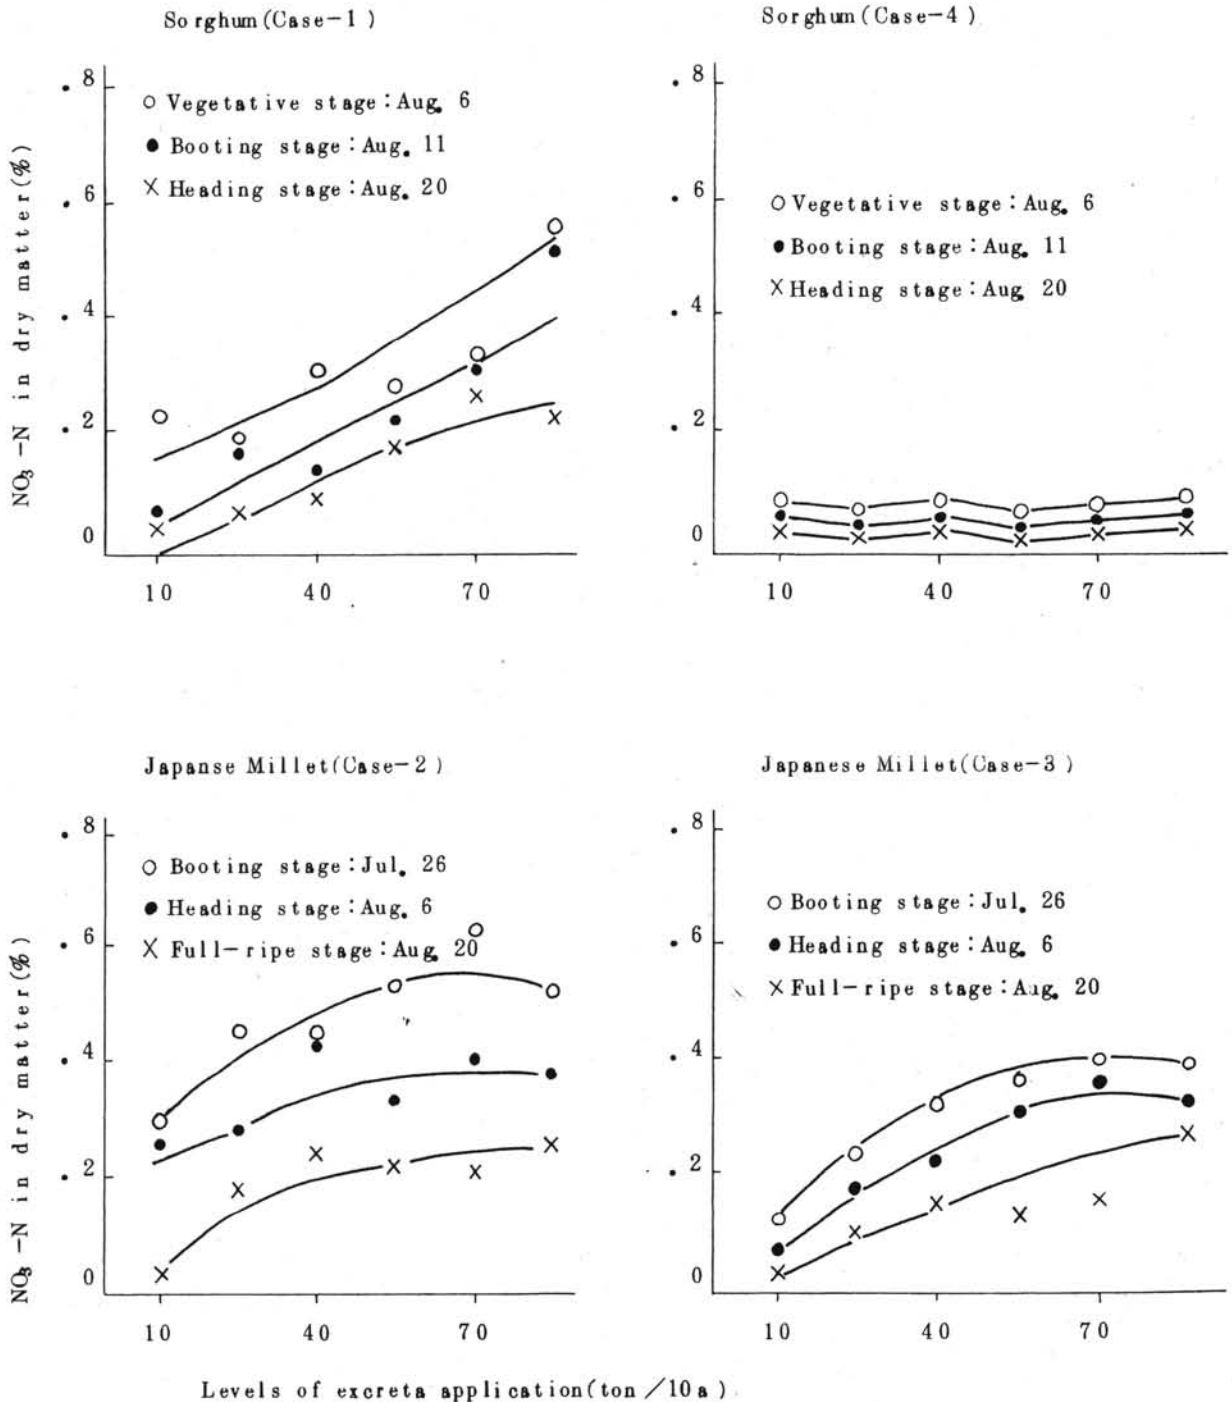 Sorghum(Case-1)
. 8
. 6
. 4
. 2
0
NO₃-N in dry matter(%)
○ Vegetative stage:Aug. 6
● Booting stage:Aug. 11
× Heading stage:Aug. 20
10 40 70
Sorghum(Case-4)
. 8
. 6
. 4
. 2
0
○ Vegetative stage:Aug. 6
● Booting stage:Aug. 11
× Heading stage:Aug. 20
10 40 70
Japanse Millet(Case-2)
. 8
. 6
. 4
. 2
0
NO₃-N in dry matter(%)
○ Booting stage:Jul. 26
● Heading stage:Aug. 6
× Full-ripe stage:Aug. 20
10 40 70
Japanese Millet(Case-3)
. 8
. 6
. 4
. 2
0
○ Booting stage:Jul. 26
● Heading stage:Aug. 6
× Full-ripe stage:Aug. 20
10 40 70
Levels of excreta application(ton/10a)